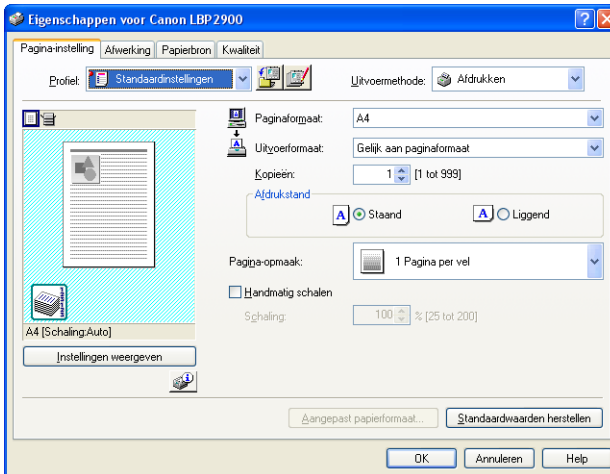 Eigenschappen voor Canon LBP2900
Pagina-instelling Afwerking Papierbron Kwaliteit
Profiel: Standaardinstellingen Uitvoermethode: Afdrukken
Paginaformaat: A4
Uitvoerformaat: Gelijk aan paginaformaat
Kopieën: 1 [1 tot 999]
Afdrukstand
A Staand A Liggend
Pagina-opmaak: 1 Pagina per vel
Handmatig schalen
Schaling: 100 % [25 tot 200]
A4 [Schaling:Auto]
Instellingen weergeven
Aangepast papierformaat... Standaardwaarden herstellen
OK Annuleren Help